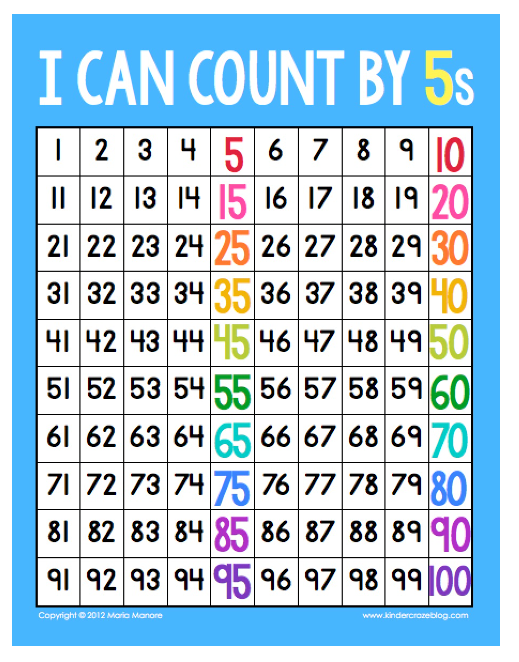 I CAN COUNT BY 5s
1 2 3 4 5 6 7 8 9 10
11 12 13 14 15 16 17 18 19 20
21 22 23 24 25 26 27 28 29 30
31 32 33 34 35 36 37 38 39 40
41 42 43 44 45 46 47 48 49 50
51 52 53 54 55 56 57 58 59 60
61 62 63 64 65 66 67 68 69 70
71 72 73 74 75 76 77 78 79 80
81 82 83 84 85 86 87 88 89 90
91 92 93 94 95 96 97 98 99 100
Copyright © 2012 Maria Manore www.kindercrazeblog.com